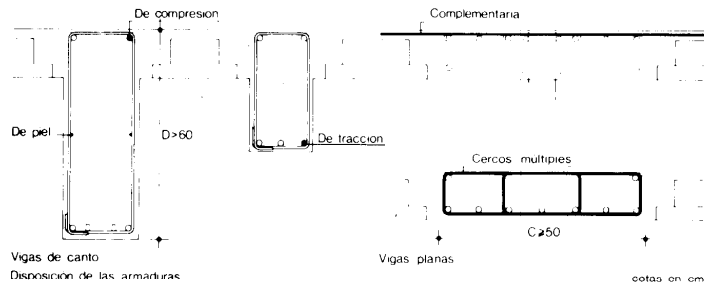 De compresion
Complementaria
De piel
D>60
De traccion
Cercos multiples
C⩾50
Vigas de canto
Vigas planas
Disposicion de las armaduras
cotas en cm